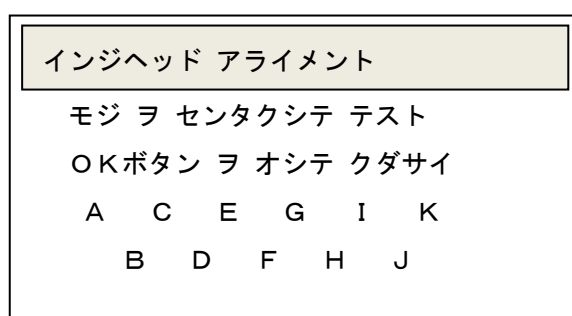 インジヘッド アライメント
モジ ヲ センタクシテ テスト
ＯＫボタン ヲ オシテ クダサイ
Ａ Ｃ Ｅ Ｇ Ｉ Ｋ
Ｂ Ｄ Ｆ Ｈ Ｊ